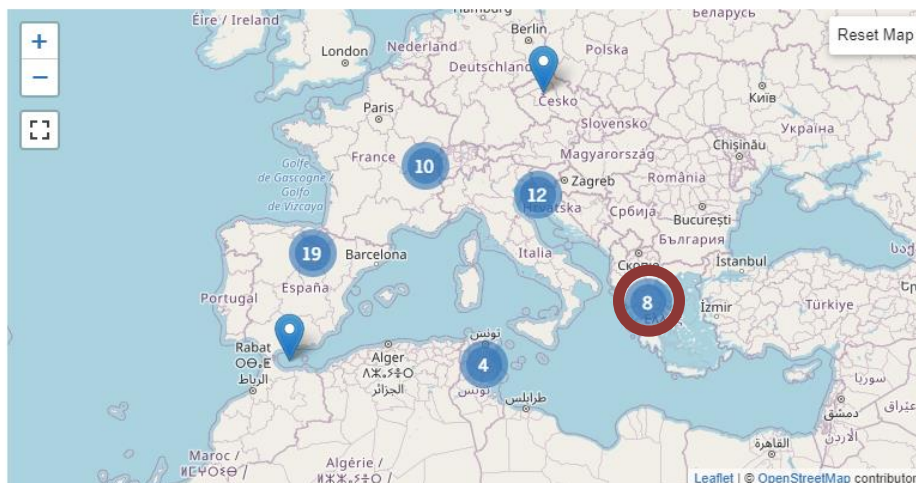 Hamburg
Беларусь
Éire / Ireland
Berlin
+
London
Nederland
Polska
Reset Map
Deutschland
−
Česko
Київ
Paris
Slovensko
Україна
Chișinău
France
10
Magyarország
Golfe
de Gascogne /
Golfo
de Vizcaya
Zagreb
România
12
Hrvatska
Србија
București
България
19
Barcelona
Italia
Скопје
İstanbul
España
Portugal
8
İzmir
Türkiye
تونس
Rabat
الرباط
Alger
الجزائر
4
تونس
طرابلس
سوريا
دمشق
عيراق
الأردن
القاهرة
Maroc /
Algérie /
Leaflet | © OpenStreetMap contributor